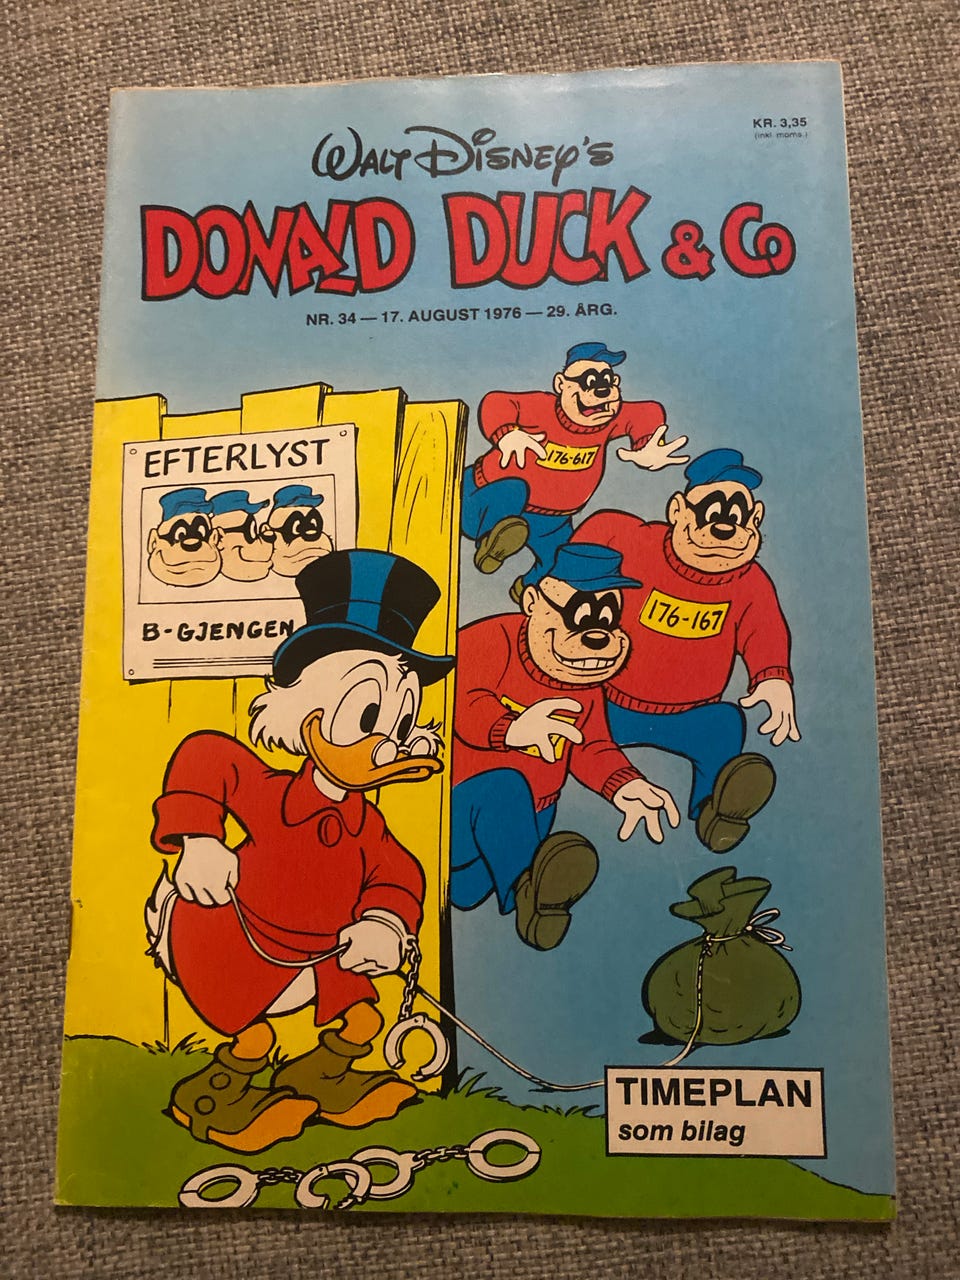 KR. 3,35
(inkl. moms.)
WALT DISNEY'S
DONALD DUCK & CO
NR. 34 — 17. AUGUST 1976 — 29. ÅRG.
EFTERLYST
B-GJENGEN
176-617
176-167
TIMEPLAN
som bilag